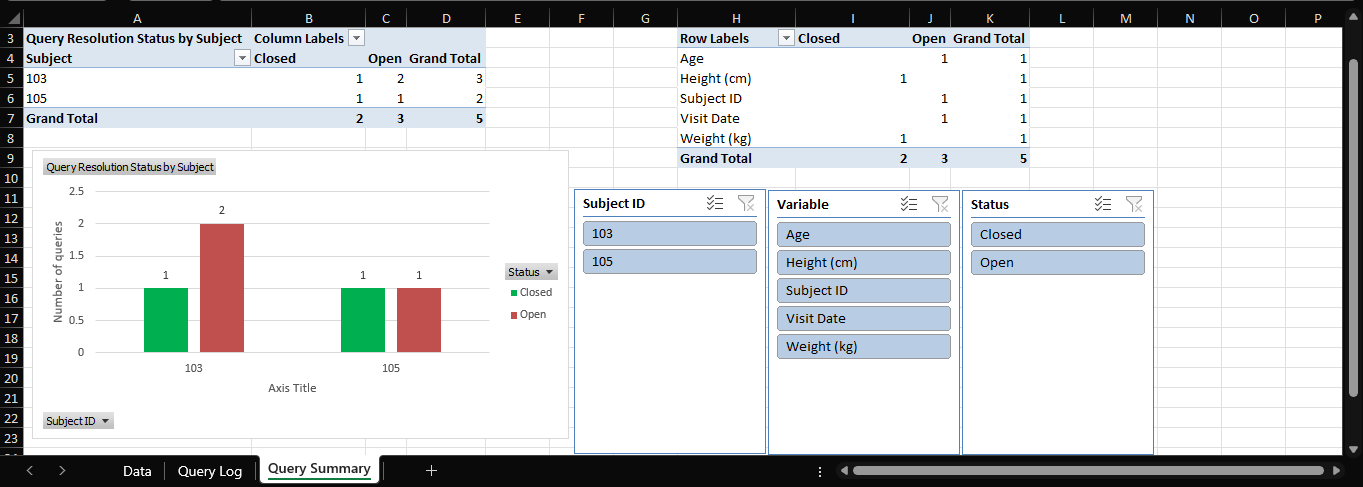 A B C D E F G H I J K L M N O P
3 Query Resolution Status by Subject Column Labels Row Labels Closed Open Grand Total
4 Subject Closed Open Grand Total Age 1 1
5 103 1 2 3 Height (cm) 1 1
6 105 1 1 2 Subject ID 1 1
7 Grand Total 2 3 5 Visit Date 1 1
8 Weight (kg) 1 1
9 Grand Total 2 3 5
10
11
12
13
14
15
16
17
18
19
20
21
22
23
Query Resolution Status by Subject
Number of queries
2.5
2
1.5
1
0.5
0
1
2
1
1
103
105
Axis Title
Status
Closed
Open
Subject ID
Subject ID
103
105
Variable
Age
Height (cm)
Subject ID
Visit Date
Weight (kg)
Status
Closed
Open
Data Query Log Query Summary